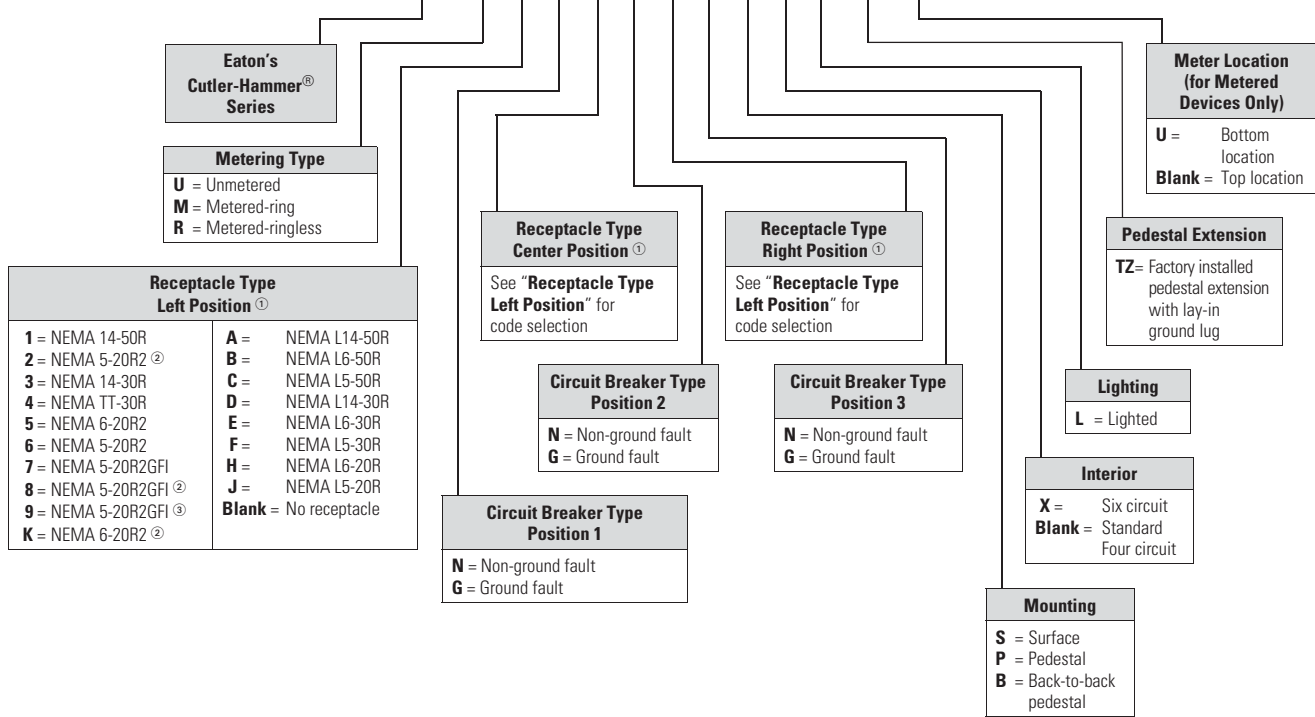 Eaton's
Cutler-Hammer®
Series
Metering Type
U = Unmetered
M = Metered-ring
R = Metered-ringless
Receptacle Type
Left Position ①
1 = NEMA 14-50R
2 = NEMA 5-20R2 ②
3 = NEMA 14-30R
4 = NEMA TT-30R
5 = NEMA 6-20R2
6 = NEMA 5-20R2
7 = NEMA 5-20R2GFI
8 = NEMA 5-20R2GFI ②
9 = NEMA 5-20R2GFI ③
K = NEMA 6-20R2 ②
A = NEMA L14-50R
B = NEMA L6-50R
C = NEMA L5-50R
D = NEMA L14-30R
E = NEMA L6-30R
F = NEMA L5-30R
H = NEMA L6-20R
J = NEMA L5-20R
Blank = No receptacle
Circuit Breaker Type
Position 1
N = Non-ground fault
G = Ground fault
Receptacle Type
Center Position ①
See “Receptacle Type
Left Position” for
code selection
Circuit Breaker Type
Position 2
N = Non-ground fault
G = Ground fault
Receptacle Type
Right Position ①
See “Receptacle Type
Left Position” for
code selection
Circuit Breaker Type
Position 3
N = Non-ground fault
G = Ground fault
Mounting
S = Surface
P = Pedestal
B = Back-to-back
pedestal
Interior
X = Six circuit
Blank = Standard
Four circuit
Lighting
L = Lighted
Pedestal Extension
TZ= Factory installed
pedestal extension
with lay-in
ground lug
Meter Location
(for Metered
Devices Only)
U = Bottom
location
Blank = Top location